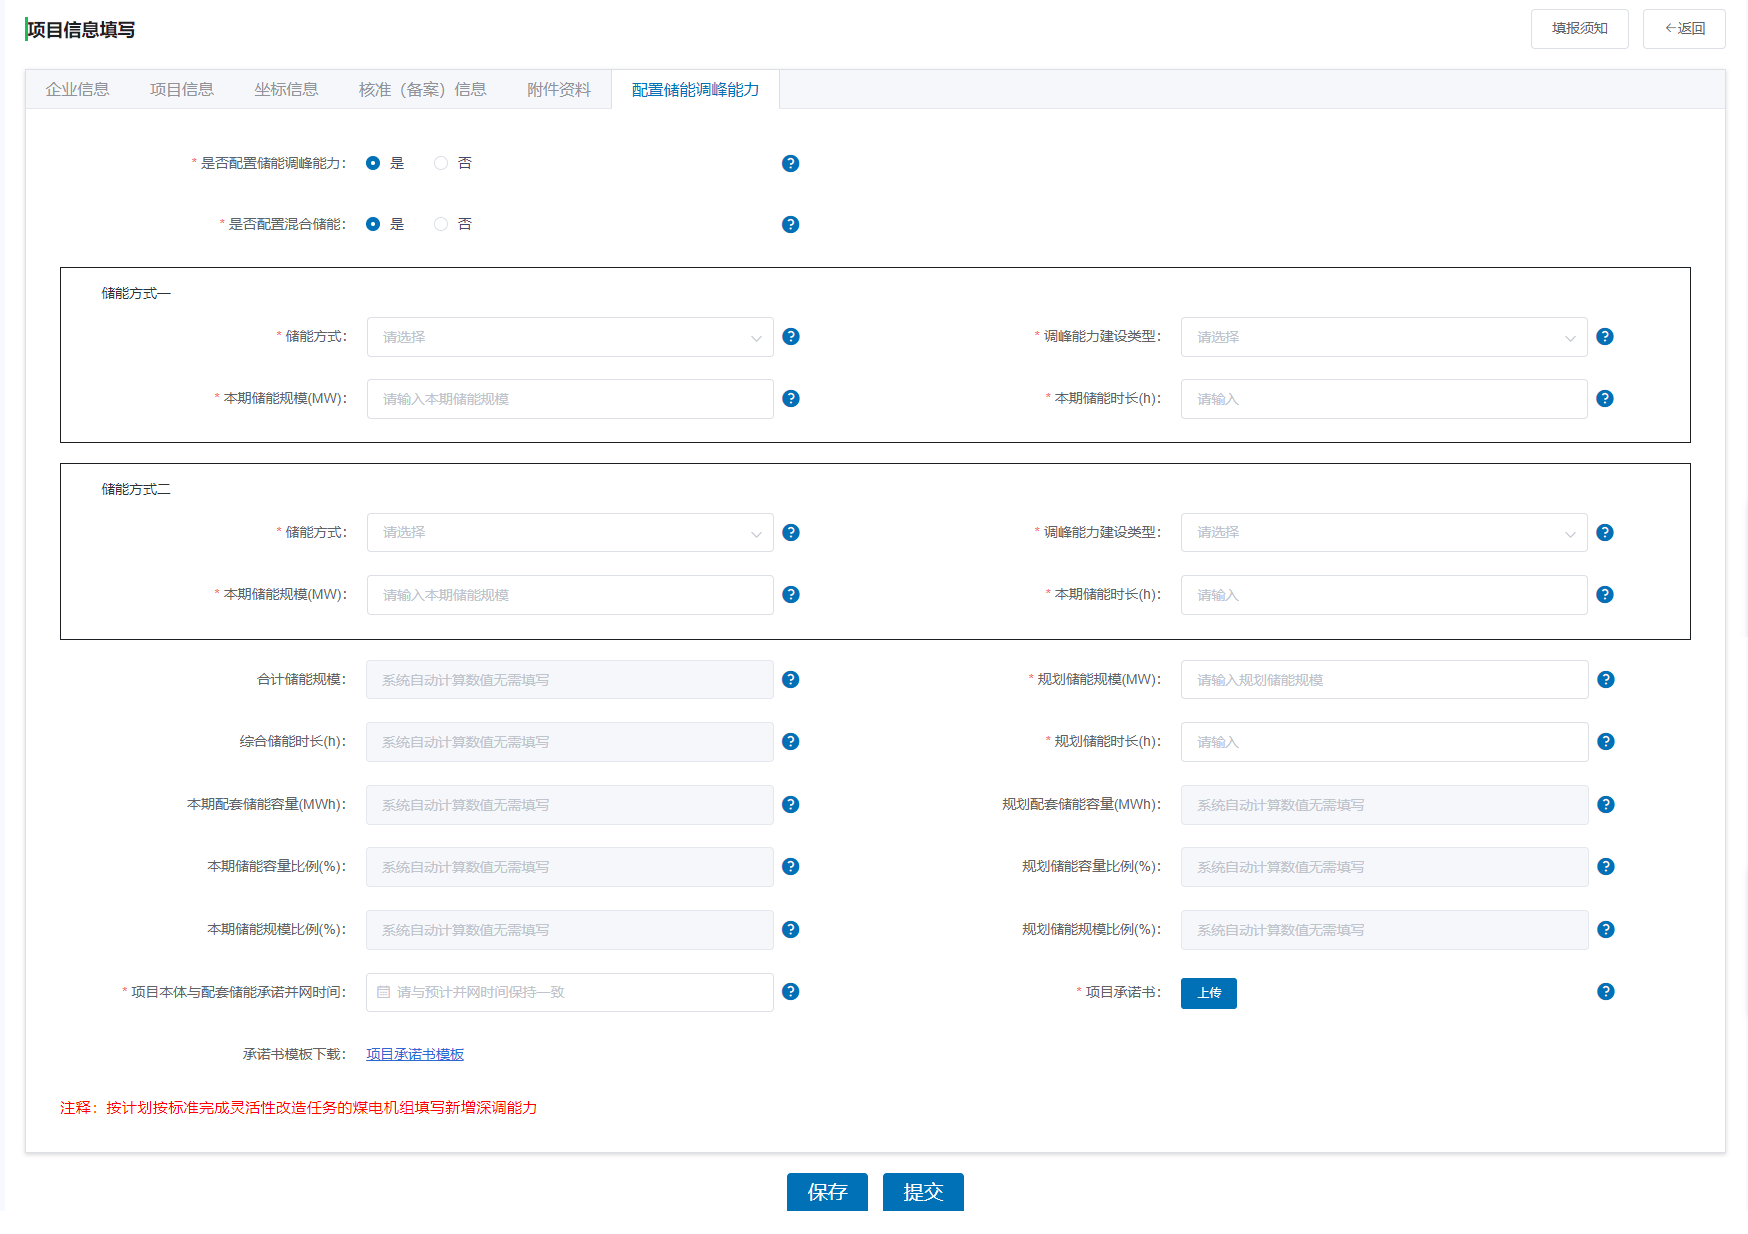 项目信息填写
填报须知
←返回
企业信息 项目信息 坐标信息 核准（备案）信息 附件资料 配置储能调峰能力
* 是否配置储能调峰能力： 是 否 ?
* 是否配置混合储能： 是 否 ?
储能方式一
* 储能方式： 请选择 ? * 调峰能力建设类型： 请选择 ?
* 本期储能规模(MW)： 请输入本期储能规模 ? * 本期储能时长(h)： 请输入 ?
储能方式二
* 储能方式： 请选择 ? * 调峰能力建设类型： 请选择 ?
* 本期储能规模(MW)： 请输入本期储能规模 ? * 本期储能时长(h)： 请输入 ?
合计储能规模： 系统自动计算数值无需填写 ? * 规划储能规模(MW)： 请输入规划储能规模 ?
综合储能时长(h)： 系统自动计算数值无需填写 ? * 规划储能时长(h)： 请输入 ?
本期配套储能容量(MWh)： 系统自动计算数值无需填写 ? 规划配套储能容量(MWh)： 系统自动计算数值无需填写 ?
本期储能容量比例(%)： 系统自动计算数值无需填写 ? 规划储能容量比例(%)： 系统自动计算数值无需填写 ?
本期储能规模比例(%)： 系统自动计算数值无需填写 ? 规划储能规模比例(%)： 系统自动计算数值无需填写 ?
* 项目本体与配套储能承诺并网时间： 请与预计并网时间保持一致 ? * 项目承诺书： 上传 ?
承诺书模板下载： 项目承诺书模板
注释：按计划按标准完成灵活性改造任务的煤电机组填写新增深调能力
保存 提交